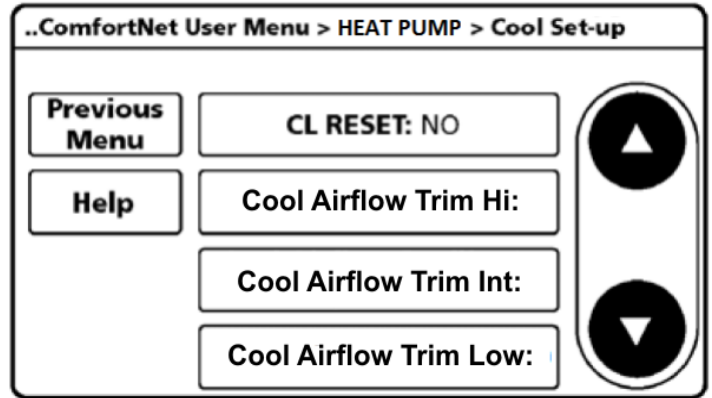 ..ComfortNet User Menu > HEAT PUMP > Cool Set-up
Previous
Menu
CL RESET: NO
Help
Cool Airflow Trim Hi:
Cool Airflow Trim Int:
Cool Airflow Trim Low: